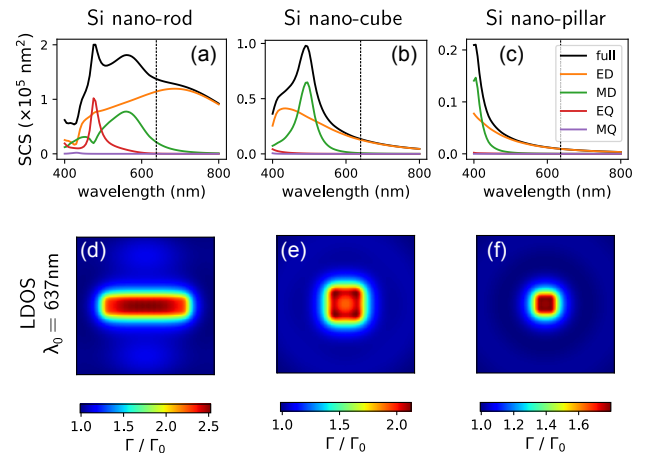 Si nano-rod Si nano-cube Si nano-pillar
SCS (×10⁵ nm²)
2
1
0
(a)
400 600 800
wavelength (nm)
1.0
0.5
0.0
(b)
400 600 800
wavelength (nm)
0.2
0.1
0.0
(c)
full
ED
MD
EQ
MQ
400 600 800
wavelength (nm)
LDOS
λ₀ = 637nm
(d) (e) (f)
1.0 1.5 2.0 2.5
Γ / Γ₀
1.0 1.5 2.0
Γ / Γ₀
1.0 1.2 1.4 1.6
Γ / Γ₀